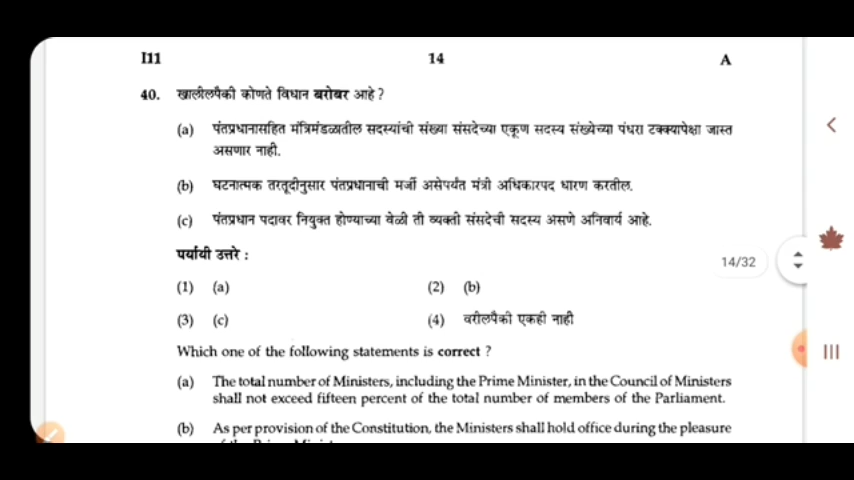 I11 14 A
40. खालीलपैकी कोणते विधान बरोबर आहे ?
(a) पंतप्रधानासहित मंत्रिमंडळातील सदस्यांची संख्या संसदेच्या एकूण सदस्य संख्येच्या पंधरा टक्क्यापेक्षा जास्त
असणार नाही.
(b) घटनात्मक तरतूदीनुसार पंतप्रधानाची मर्जी असेपर्यंत मंत्री अधिकारपद धारण करतील.
(c) पंतप्रधान पदावर नियुक्त होण्याच्या वेळी ती व्यक्ती संसदेची सदस्य असणे अनिवार्य आहे.
पर्यायी उत्तरे :
14/32
(1) (a) (2) (b)
(3) (c) (4) वरीलपैकी एकही नाही
Which one of the following statements is correct ?
(a) The total number of Ministers, including the Prime Minister, in the Council of Ministers
shall not exceed fifteen percent of the total number of members of the Parliament.
(b) As per provision of the Constitution, the Ministers shall hold office during the pleasure